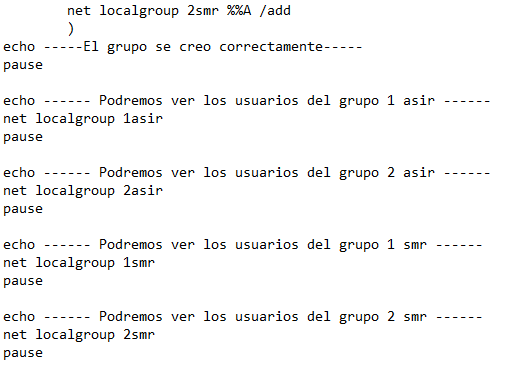 net localgroup 2smr %%A /add
)
echo -----El grupo se creo correctamente-----
pause
echo ------ Podremos ver los usuarios del grupo 1 asir ------
net localgroup 1asir
pause
echo ------ Podremos ver los usuarios del grupo 2 asir ------
net localgroup 2asir
pause
echo ------ Podremos ver los usuarios del grupo 1 smr ------
net localgroup 1smr
pause
echo ------ Podremos ver los usuarios del grupo 2 smr ------
net localgroup 2smr
pause